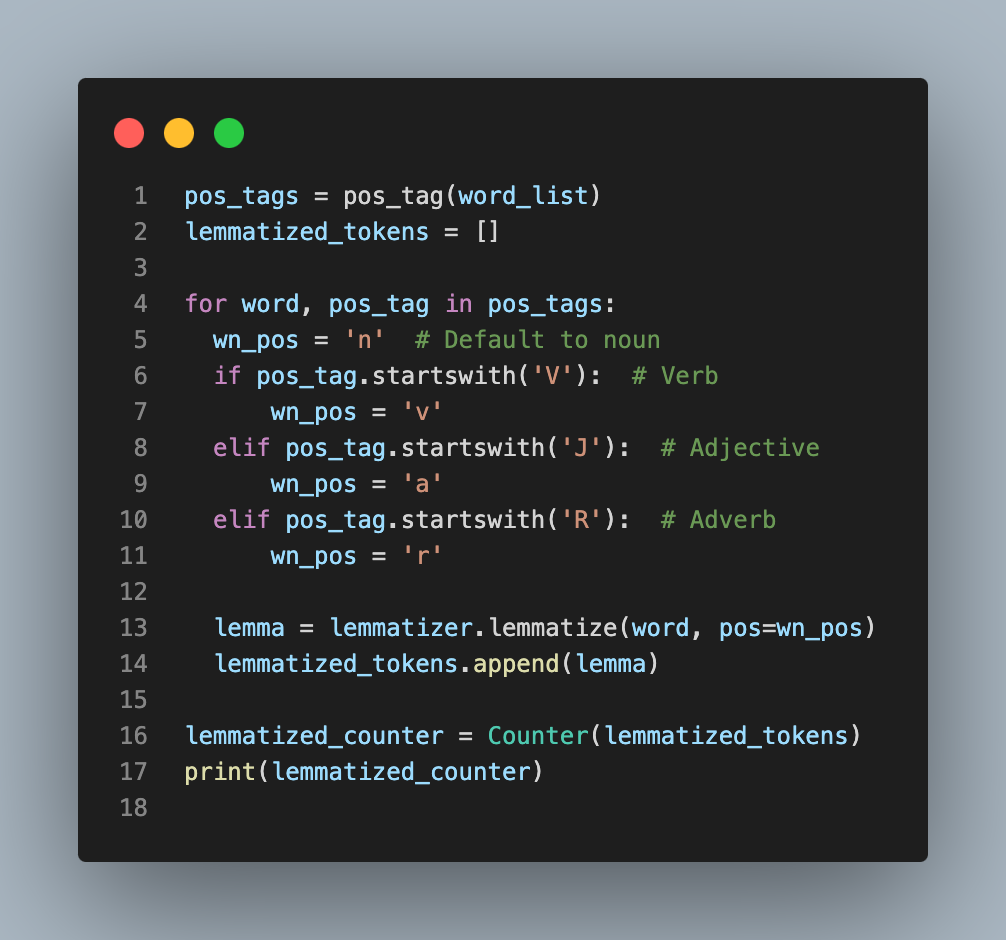 1 pos_tags = pos_tag(word_list)
2 lemmatized_tokens = []
3
4 for word, pos_tag in pos_tags:
5   wn_pos = 'n'  # Default to noun
6   if pos_tag.startswith('V'):  # Verb
7       wn_pos = 'v'
8   elif pos_tag.startswith('J'):  # Adjective
9       wn_pos = 'a'
10   elif pos_tag.startswith('R'):  # Adverb
11       wn_pos = 'r'
12
13   lemma = lemmatizer.lemmatize(word, pos=wn_pos)
14   lemmatized_tokens.append(lemma)
15
16 lemmatized_counter = Counter(lemmatized_tokens)
17 print(lemmatized_counter)
18